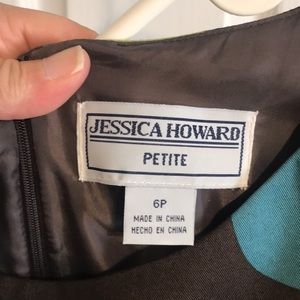 JESSICA HOWARD
PETITE
6P
MADE IN CHINA
HECHO EN CHINA